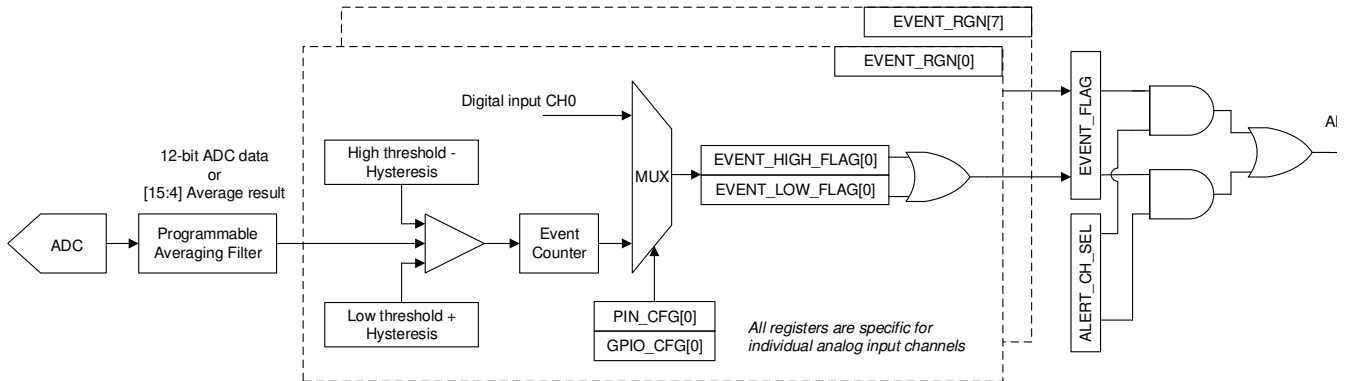 EVENT_RGN[7]
EVENT_RGN[0]
Digital input CH0
12-bit ADC data
or
[15:4] Average result
High threshold -
Hysteresis
MUX
EVENT_HIGH_FLAG[0]
EVENT_LOW_FLAG[0]
EVENT_FLAG
ADC
Programmable
Averaging Filter
Event
Counter
Low threshold +
Hysteresis
PIN_CFG[0]
GPIO_CFG[0]
All registers are specific for
individual analog input channels
ALERT_CH_SEL